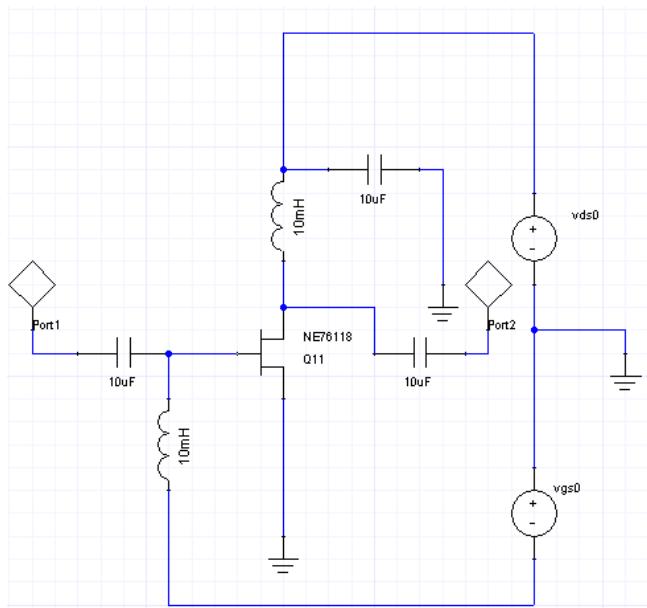 10uF
vds0
+
-
10mH
Port1
Port2
NE76118
Q11
10uF
10uF
10mH
vgs0
+
-